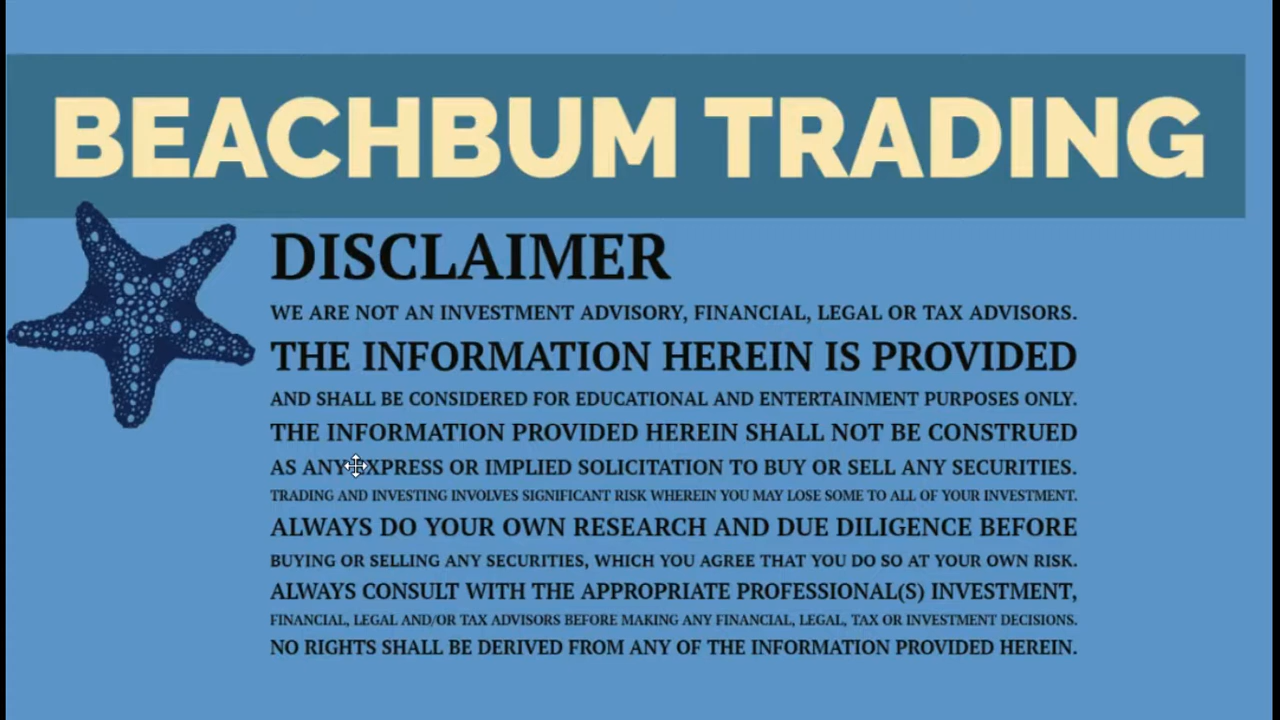 BEACHBUM TRADING
DISCLAIMER
WE ARE NOT AN INVESTMENT ADVISORY, FINANCIAL, LEGAL OR TAX ADVISORS.
THE INFORMATION HEREIN IS PROVIDED
AND SHALL BE CONSIDERED FOR EDUCATIONAL AND ENTERTAINMENT PURPOSES ONLY.
THE INFORMATION PROVIDED HEREIN SHALL NOT BE CONSTRUED
AS ANY EXPRESS OR IMPLIED SOLICITATION TO BUY OR SELL ANY SECURITIES.
TRADING AND INVESTING INVOLVES SIGNIFICANT RISK WHEREIN YOU MAY LOSE SOME TO ALL OF YOUR INVESTMENT.
ALWAYS DO YOUR OWN RESEARCH AND DUE DILIGENCE BEFORE
BUYING OR SELLING ANY SECURITIES, WHICH YOU AGREE THAT YOU DO SO AT YOUR OWN RISK.
ALWAYS CONSULT WITH THE APPROPRIATE PROFESSIONAL(S) INVESTMENT,
FINANCIAL, LEGAL AND/OR TAX ADVISORS BEFORE MAKING ANY FINANCIAL, LEGAL, TAX OR INVESTMENT DECISIONS.
NO RIGHTS SHALL BE DERIVED FROM ANY OF THE INFORMATION PROVIDED HEREIN.